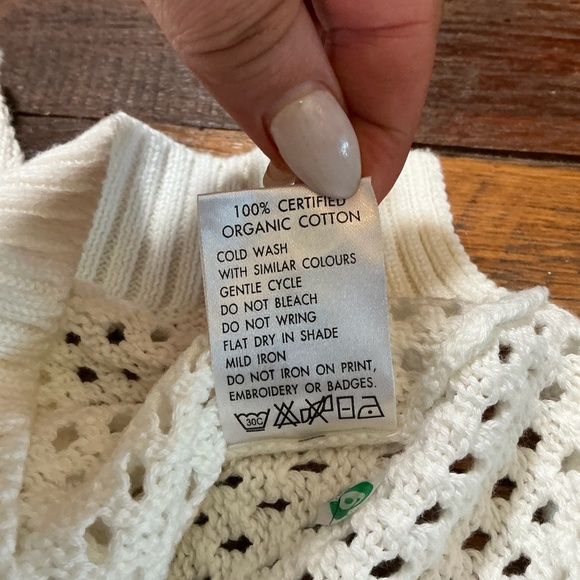 100% CERTIFIED
ORGANIC COTTON
COLD WASH
WITH SIMILAR COLOURS
GENTLE CYCLE
DO NOT BLEACH
DO NOT WRING
FLAT DRY IN SHADE
MILD IRON
DO NOT IRON ON PRINT,
EMBROIDERY OR BADGES.
30C